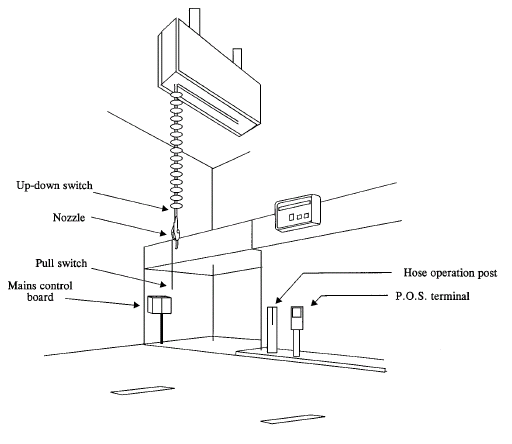 Up-down switch
Nozzle
Pull switch
Mains control
board
Hose operation post
P.O.S. terminal